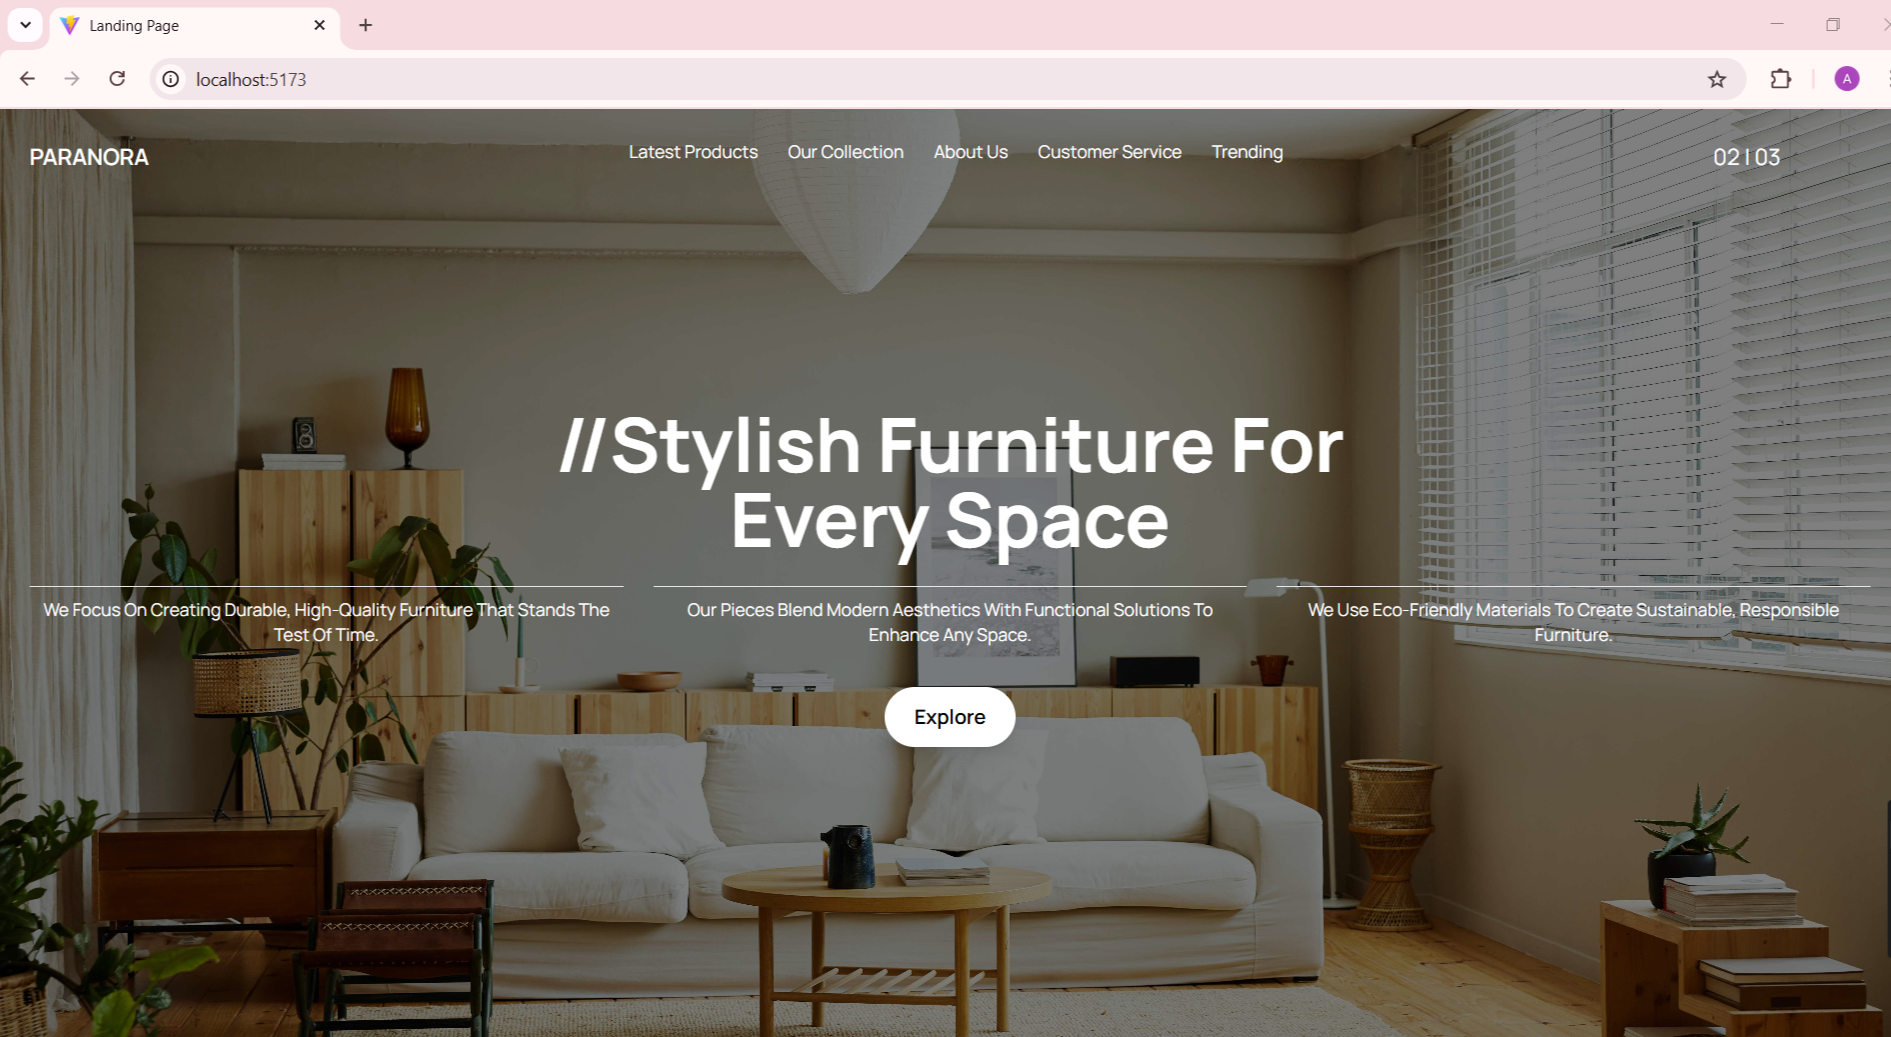 Landing Page
localhost:5173
A
PARANORA
Latest Products Our Collection About Us Customer Service Trending
02 | 03
//Stylish Furniture For
Every Space
We Focus On Creating Durable, High-Quality Furniture That Stands The
Test Of Time.
Our Pieces Blend Modern Aesthetics With Functional Solutions To
Enhance Any Space.
We Use Eco-Friendly Materials To Create Sustainable, Responsible
Furniture.
Explore